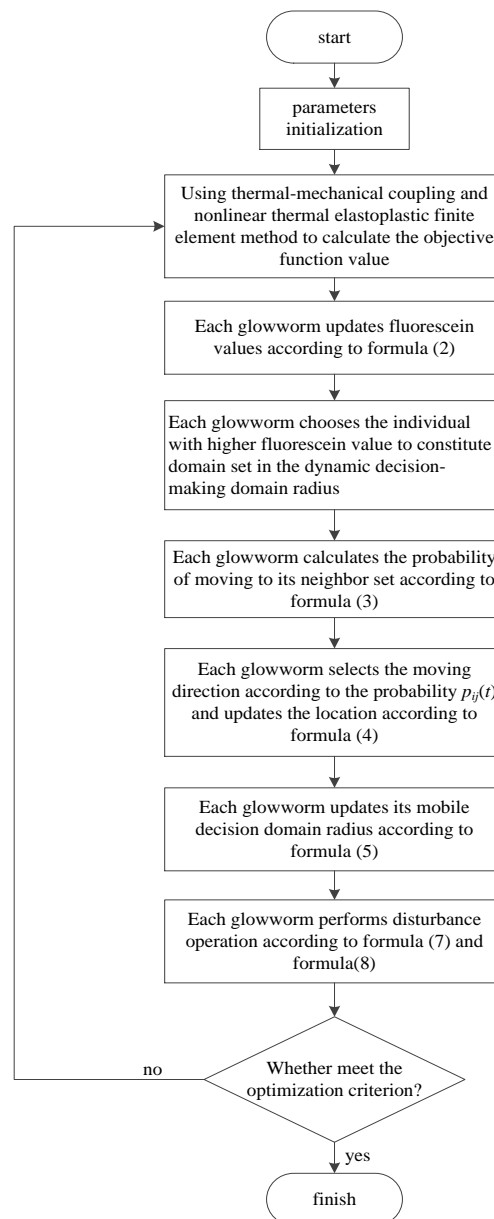 start
parameters
initialization
Using thermal-mechanical coupling and
nonlinear thermal elastoplastic finite
element method to calculate the objective
function value
Each glowworm updates fluorescein
values according to formula (2)
Each glowworm chooses the individual
with higher fluorescein value to constitute
domain set in the dynamic decision-
making domain radius
Each glowworm calculates the probability
of moving to its neighbor set according to
formula (3)
Each glowworm selects the moving
direction according to the probability pij(t)
and updates the location according to
formula (4)
Each glowworm updates its mobile
decision domain radius according to
formula (5)
Each glowworm performs disturbance
operation according to formula (7) and
formula(8)
Whether meet the
optimization criterion?
no
yes
finish